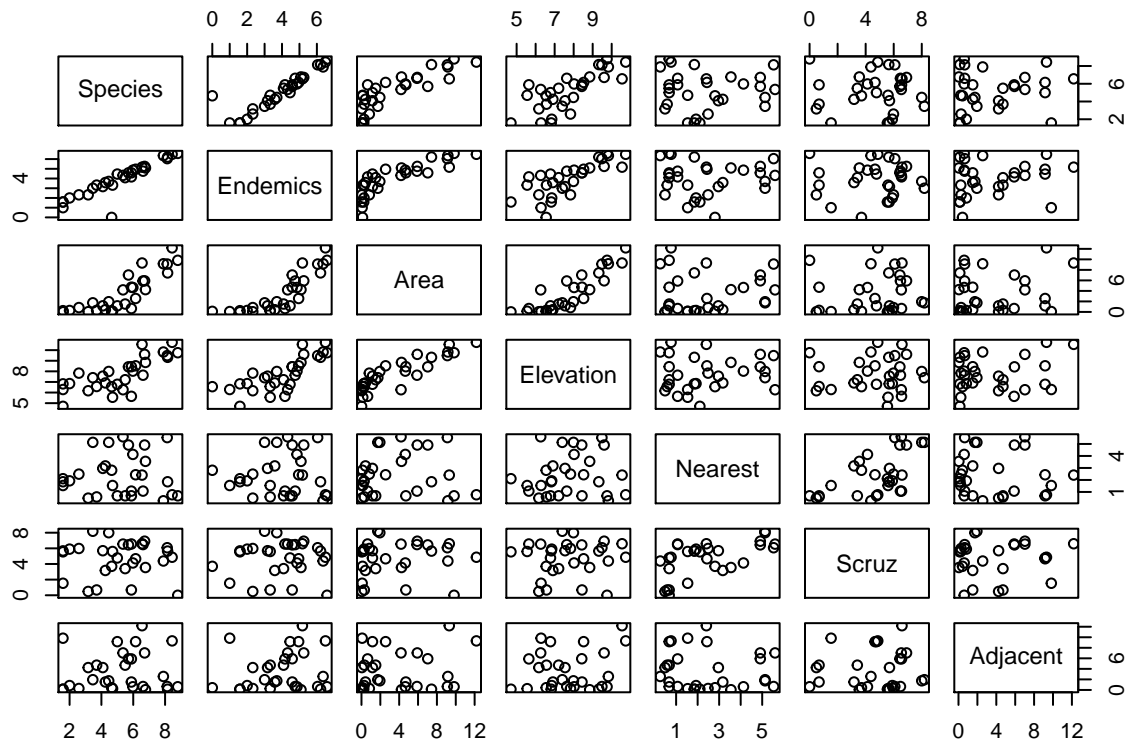 0 2 4 6 5 7 9 0 4 8
Species 2 6
0 4 Endemics
Area 0 6
5 8 Elevation
Nearest 1 4
0 4 8 Scruz
Adjacent 0 6
2 4 6 8 0 4 8 12 1 3 5 0 4 8 12